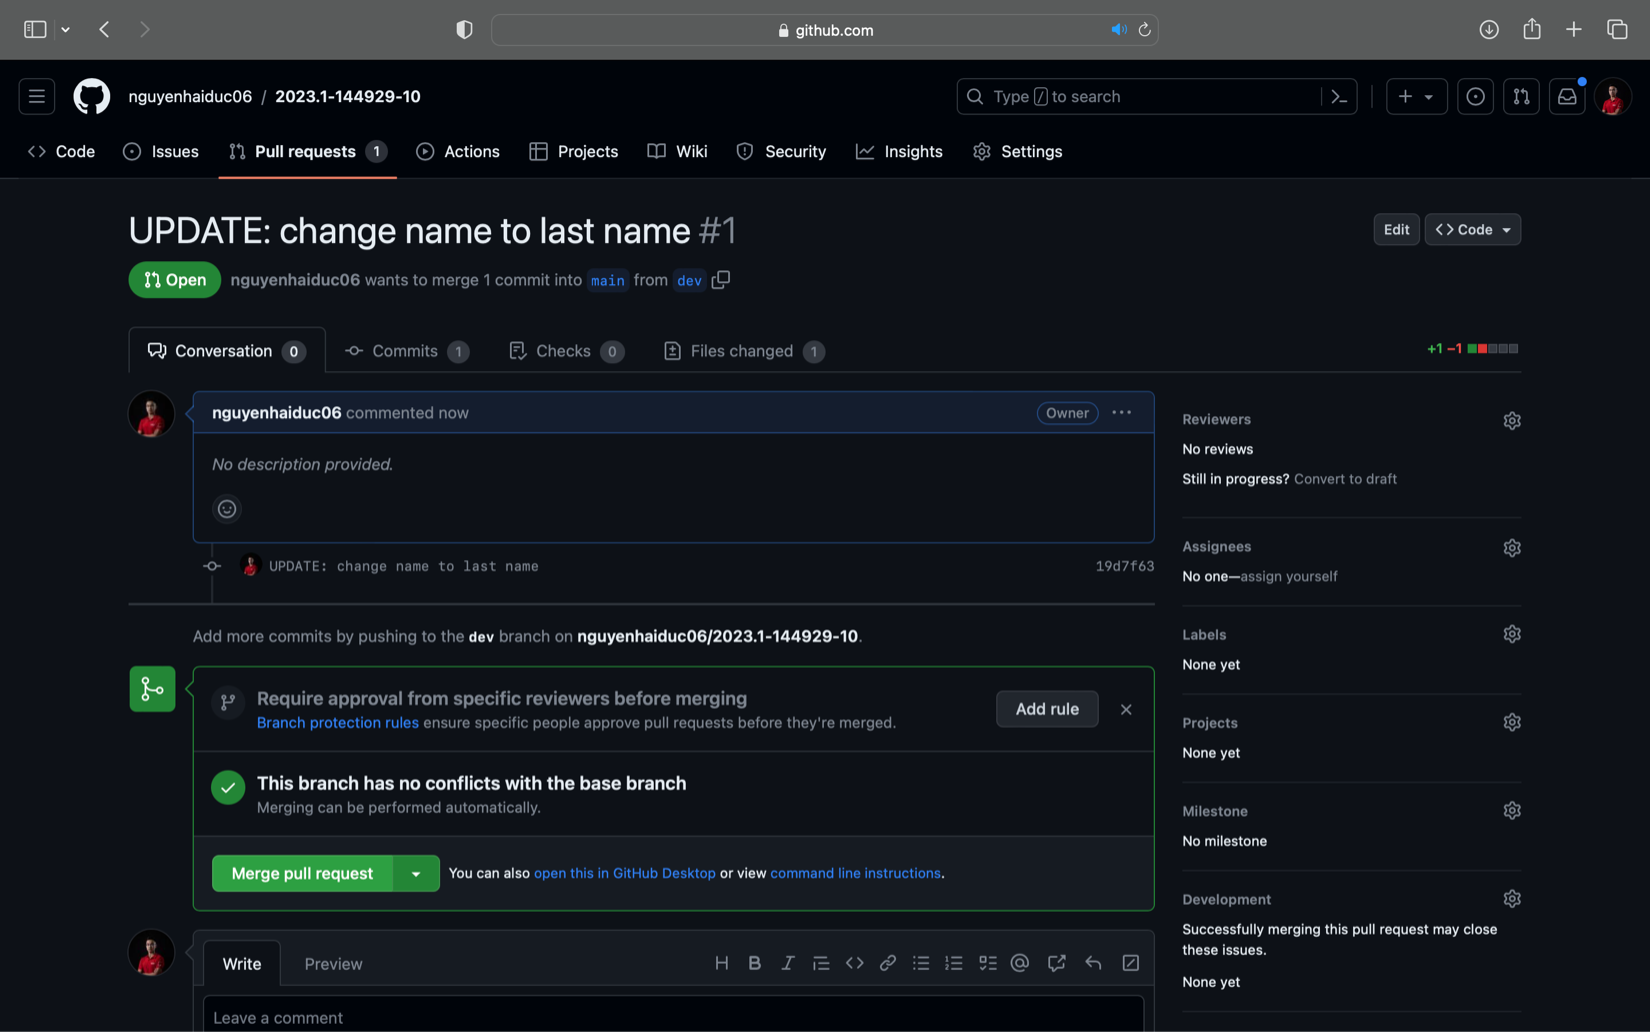 github.com
nguyenhaiduc06 / 2023.1-144929-10
Type / to search
Code
Issues
Pull requests 1
Actions
Projects
Wiki
Security
Insights
Settings
UPDATE: change name to last name #1
Edit
Code
Open
nguyenhaiduc06 wants to merge 1 commit into main from dev
Conversation 0
Commits 1
Checks 0
Files changed 1
+1 −1
nguyenhaiduc06 commented now
Owner
No description provided.
UPDATE: change name to last name
19d7f63
Add more commits by pushing to the dev branch on nguyenhaiduc06/2023.1-144929-10.
Require approval from specific reviewers before merging
Branch protection rules ensure specific people approve pull requests before they're merged.
Add rule
This branch has no conflicts with the base branch
Merging can be performed automatically.
Merge pull request
You can also open this in GitHub Desktop or view command line instructions.
Write
Preview
Leave a comment
Reviewers
No reviews
Still in progress? Convert to draft
Assignees
No one—assign yourself
Labels
None yet
Projects
None yet
Milestone
No milestone
Development
Successfully merging this pull request may close
these issues.
None yet